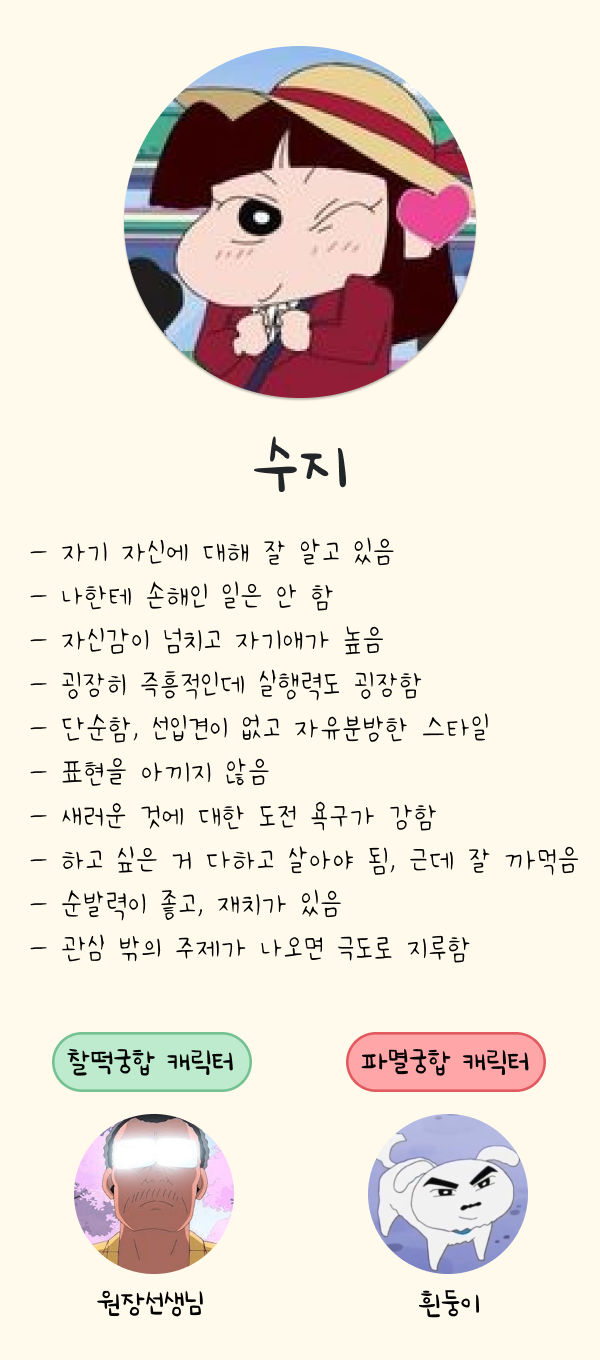 수지
- 자기 자신에 대해 잘 알고 있음
- 나한테 손해인 일은 안 함
- 자신감이 넘치고 자기애가 높음
- 굉장히 즉흥적인데 실행력도 굉장함
- 단순함, 선입견이 없고 자유분방한 스타일
- 표현을 아끼지 않음
- 새러운 것에 대한 도전 욕구가 강함
- 하고 싶은 거 다하고 살아야 됨, 근데 잘 까먹음
- 순발력이 좋고, 재치가 있음
- 관심 밖의 주제가 나오면 극도로 지루함
찰떡궁합 캐릭터 파멸궁합 캐릭터
원장선생님 흰둥이